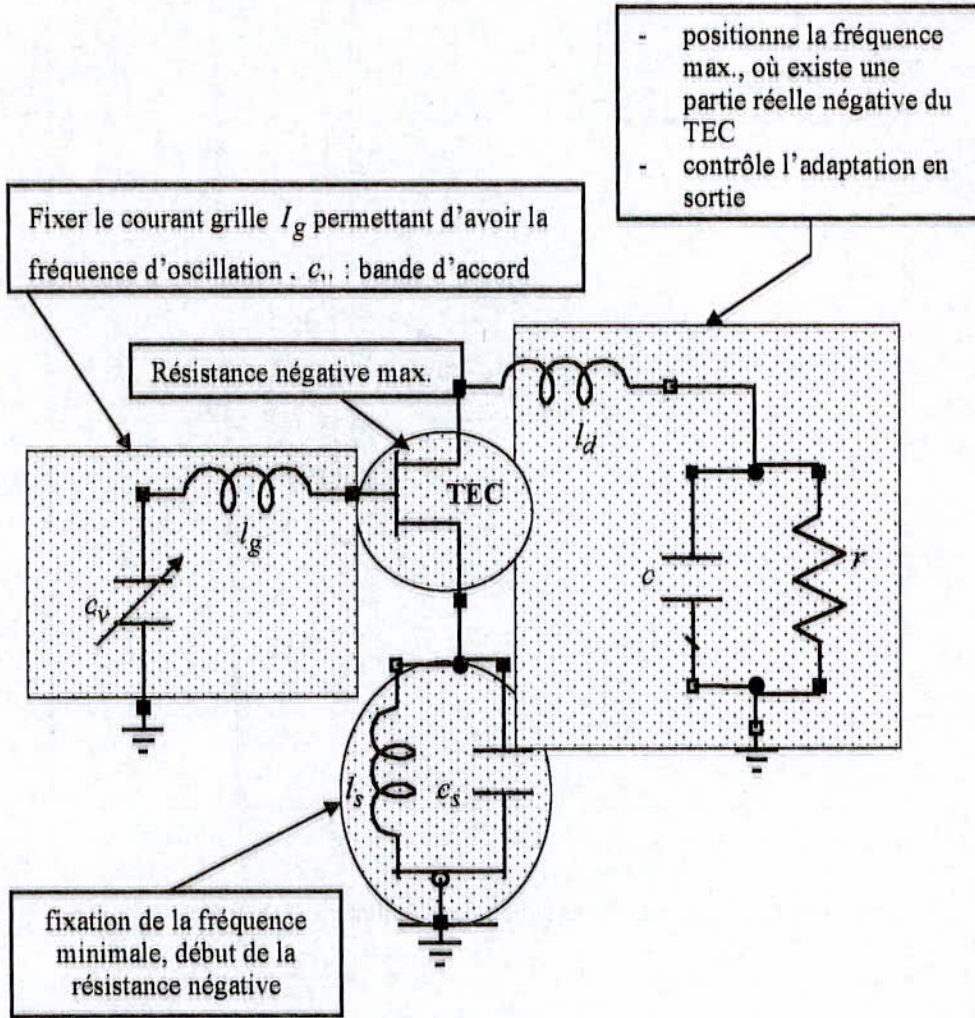 - positionne la fréquence
max., où existe une
partie réelle négative du
TEC
- contrôle l'adaptation en
sortie
Fixer le courant grille I_g permettant d'avoir la
fréquence d'oscillation . c_v : bande d'accord
Résistance négative max.
l_d
TEC
l_g
c_v
c
r
l_s
c_s
fixation de la fréquence
minimale, début de la
résistance négative